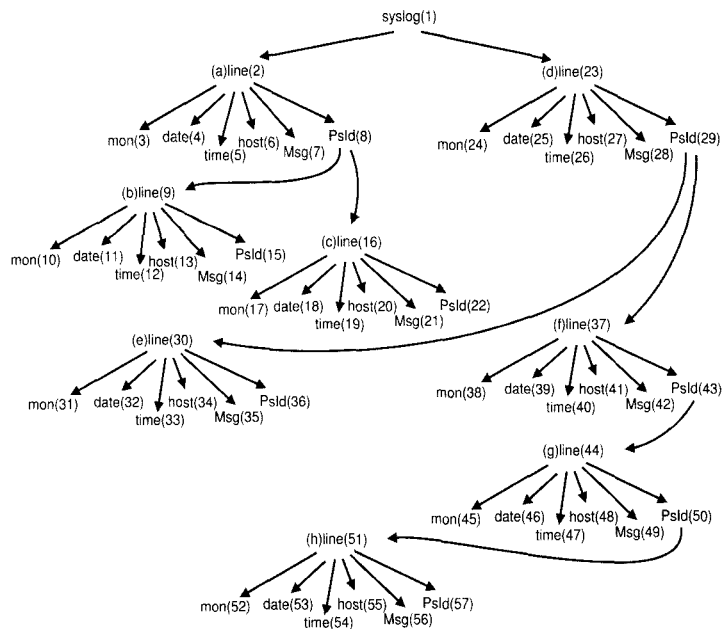 syslog(1)
(a)line(2)
(d)line(23)
mon(3)
date(4)
time(5)
host(6)
Msg(7)
PsId(8)
mon(24)
date(25)
time(26)
host(27)
Msg(28)
PsId(29)
(b)line(9)
mon(10)
date(11)
time(12)
host(13)
Msg(14)
PsId(15)
(c)line(16)
mon(17)
date(18)
time(19)
host(20)
Msg(21)
PsId(22)
(e)line(30)
mon(31)
date(32)
time(33)
host(34)
Msg(35)
PsId(36)
(f)line(37)
mon(38)
date(39)
time(40)
host(41)
Msg(42)
PsId(43)
(g)line(44)
mon(45)
date(46)
time(47)
host(48)
Msg(49)
PsId(50)
(h)line(51)
mon(52)
date(53)
time(54)
host(55)
Msg(56)
PsId(57)